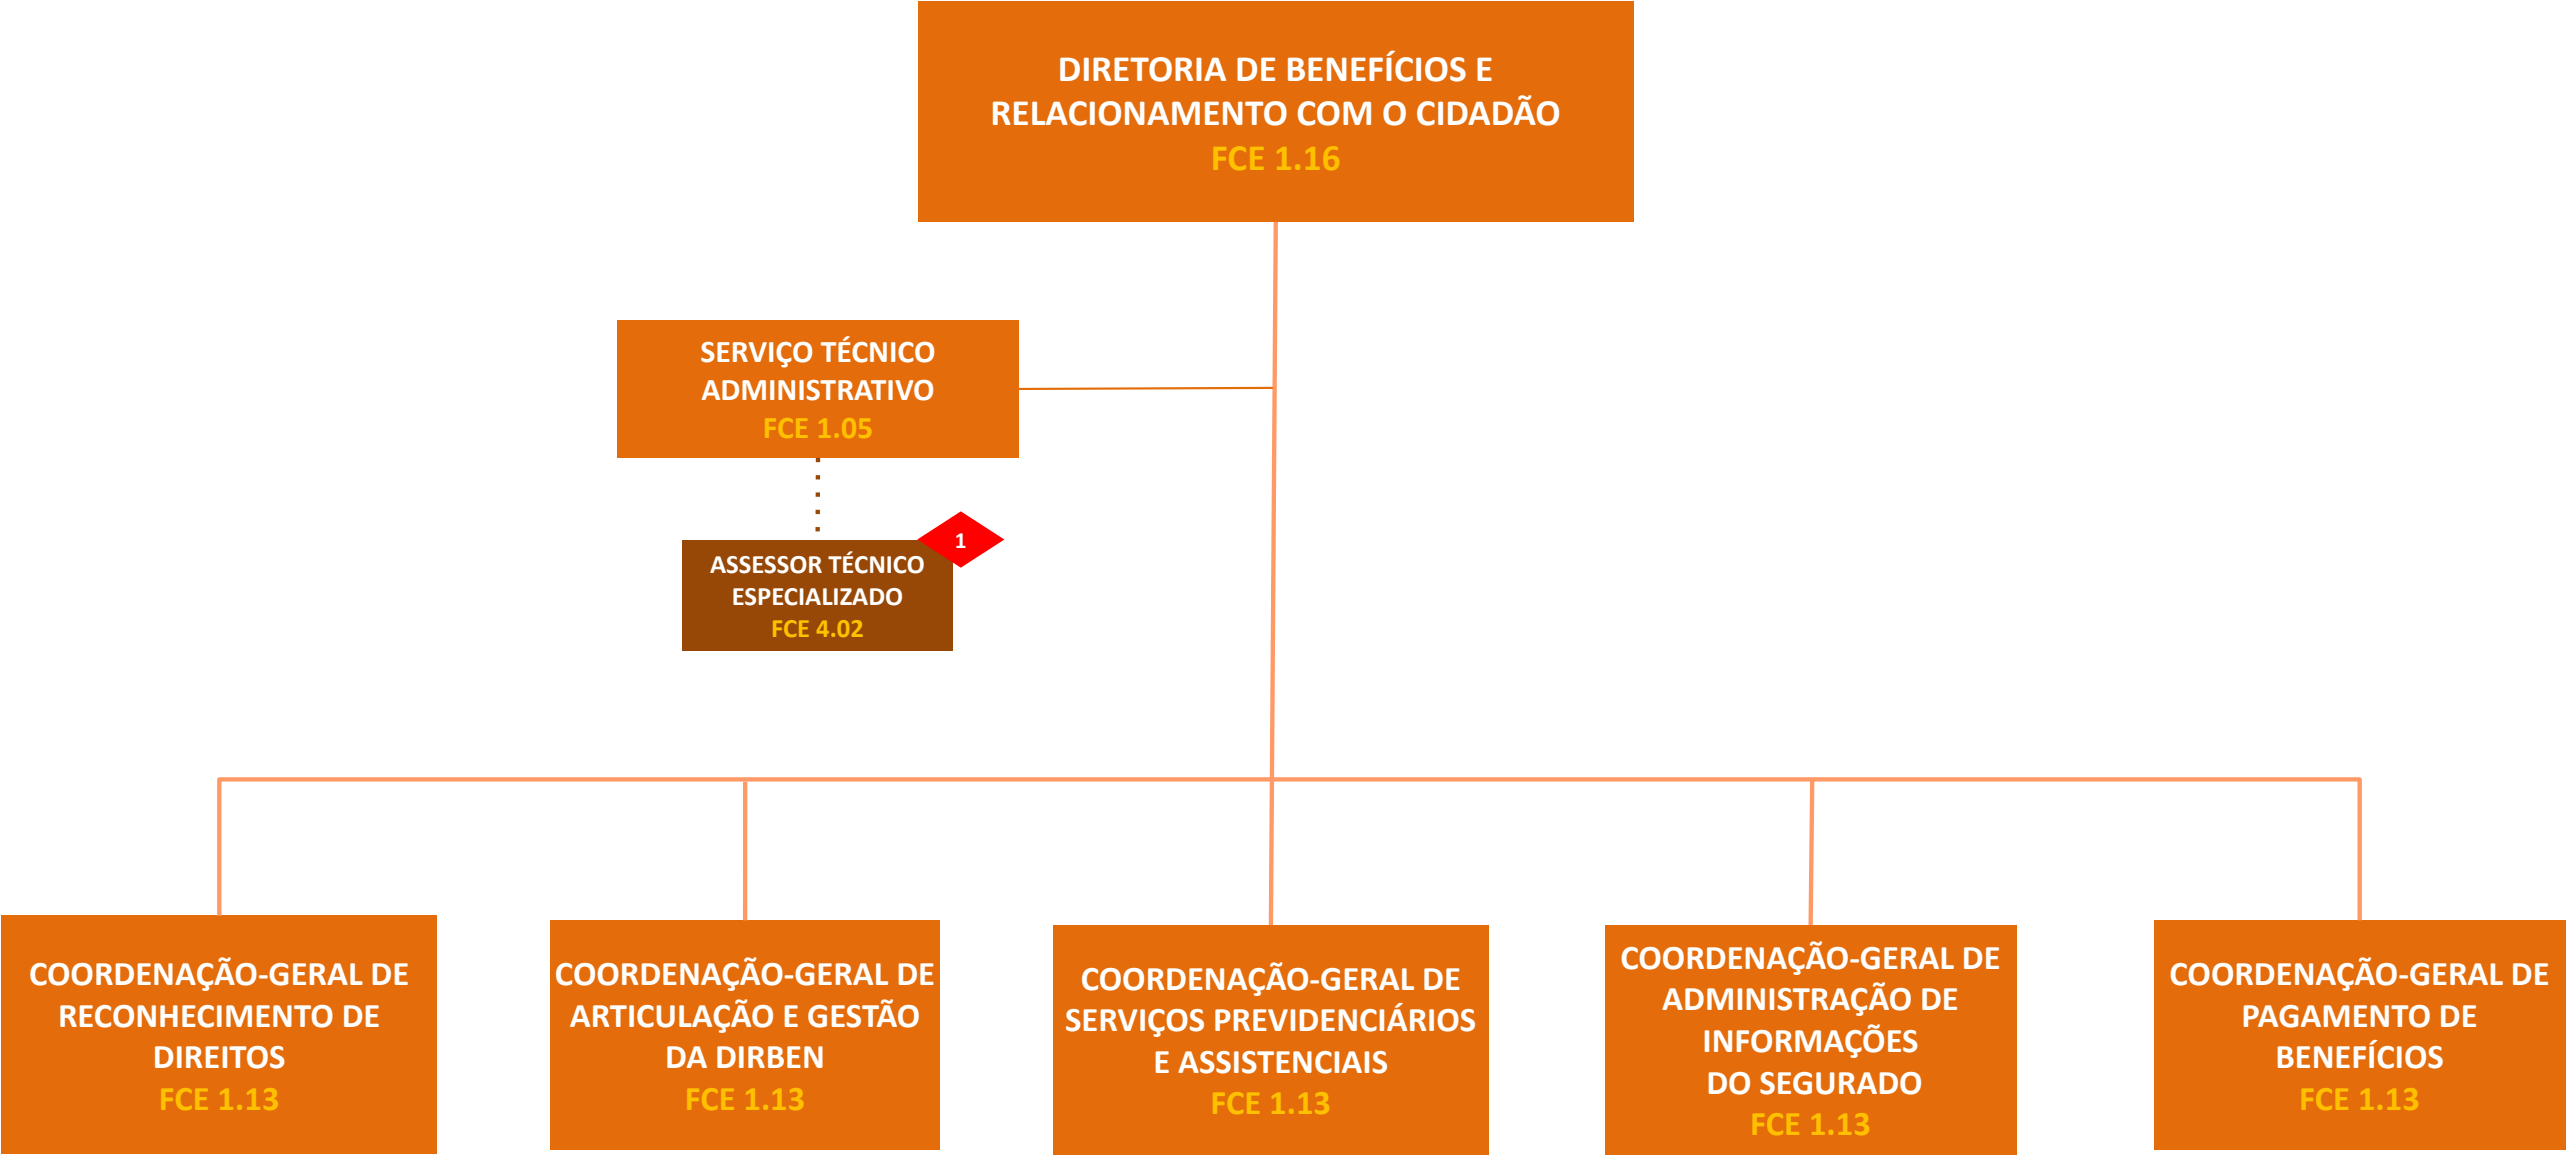 DIRETORIA DE BENEFÍCIOS E
RELACIONAMENTO COM O CIDADÃO
FCE 1.16
SERVIÇO TÉCNICO
ADMINISTRATIVO
FCE 1.05
1
ASSESSOR TÉCNICO
ESPECIALIZADO
FCE 4.02
COORDENAÇÃO-GERAL DE
RECONHECIMENTO DE
DIREITOS
FCE 1.13
COORDENAÇÃO-GERAL DE
ARTICULAÇÃO E GESTÃO
DA DIRBEN
FCE 1.13
COORDENAÇÃO-GERAL DE
SERVIÇOS PREVIDENCIÁRIOS
E ASSISTENCIAIS
FCE 1.13
COORDENAÇÃO-GERAL DE
ADMINISTRAÇÃO DE
INFORMAÇÕES
DO SEGURADO
FCE 1.13
COORDENAÇÃO-GERAL DE
PAGAMENTO DE
BENEFÍCIOS
FCE 1.13